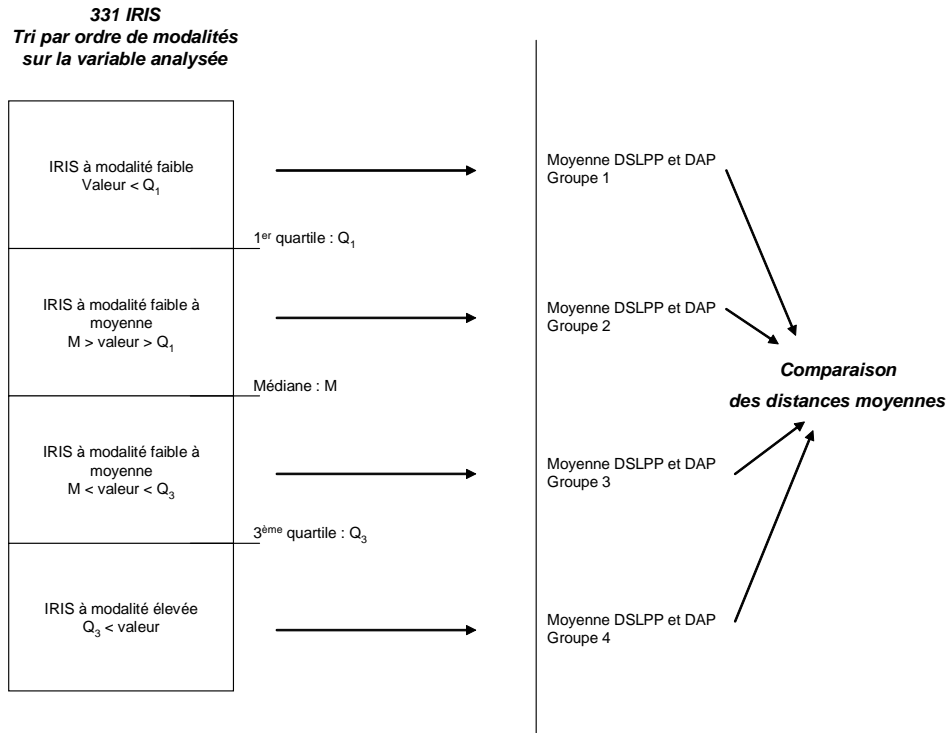 331 IRIS
Tri par ordre de modalités
sur la variable analysée
IRIS à modalité faible
Valeur < Q1
Moyenne DSLPP et DAP
Groupe 1
1er quartile : Q1
IRIS à modalité faible à
moyenne
M > valeur > Q1
Moyenne DSLPP et DAP
Groupe 2
Médiane : M
Comparaison
des distances moyennes
IRIS à modalité faible à
moyenne
M < valeur < Q3
Moyenne DSLPP et DAP
Groupe 3
3ème quartile : Q3
IRIS à modalité élevée
Q3 < valeur
Moyenne DSLPP et DAP
Groupe 4